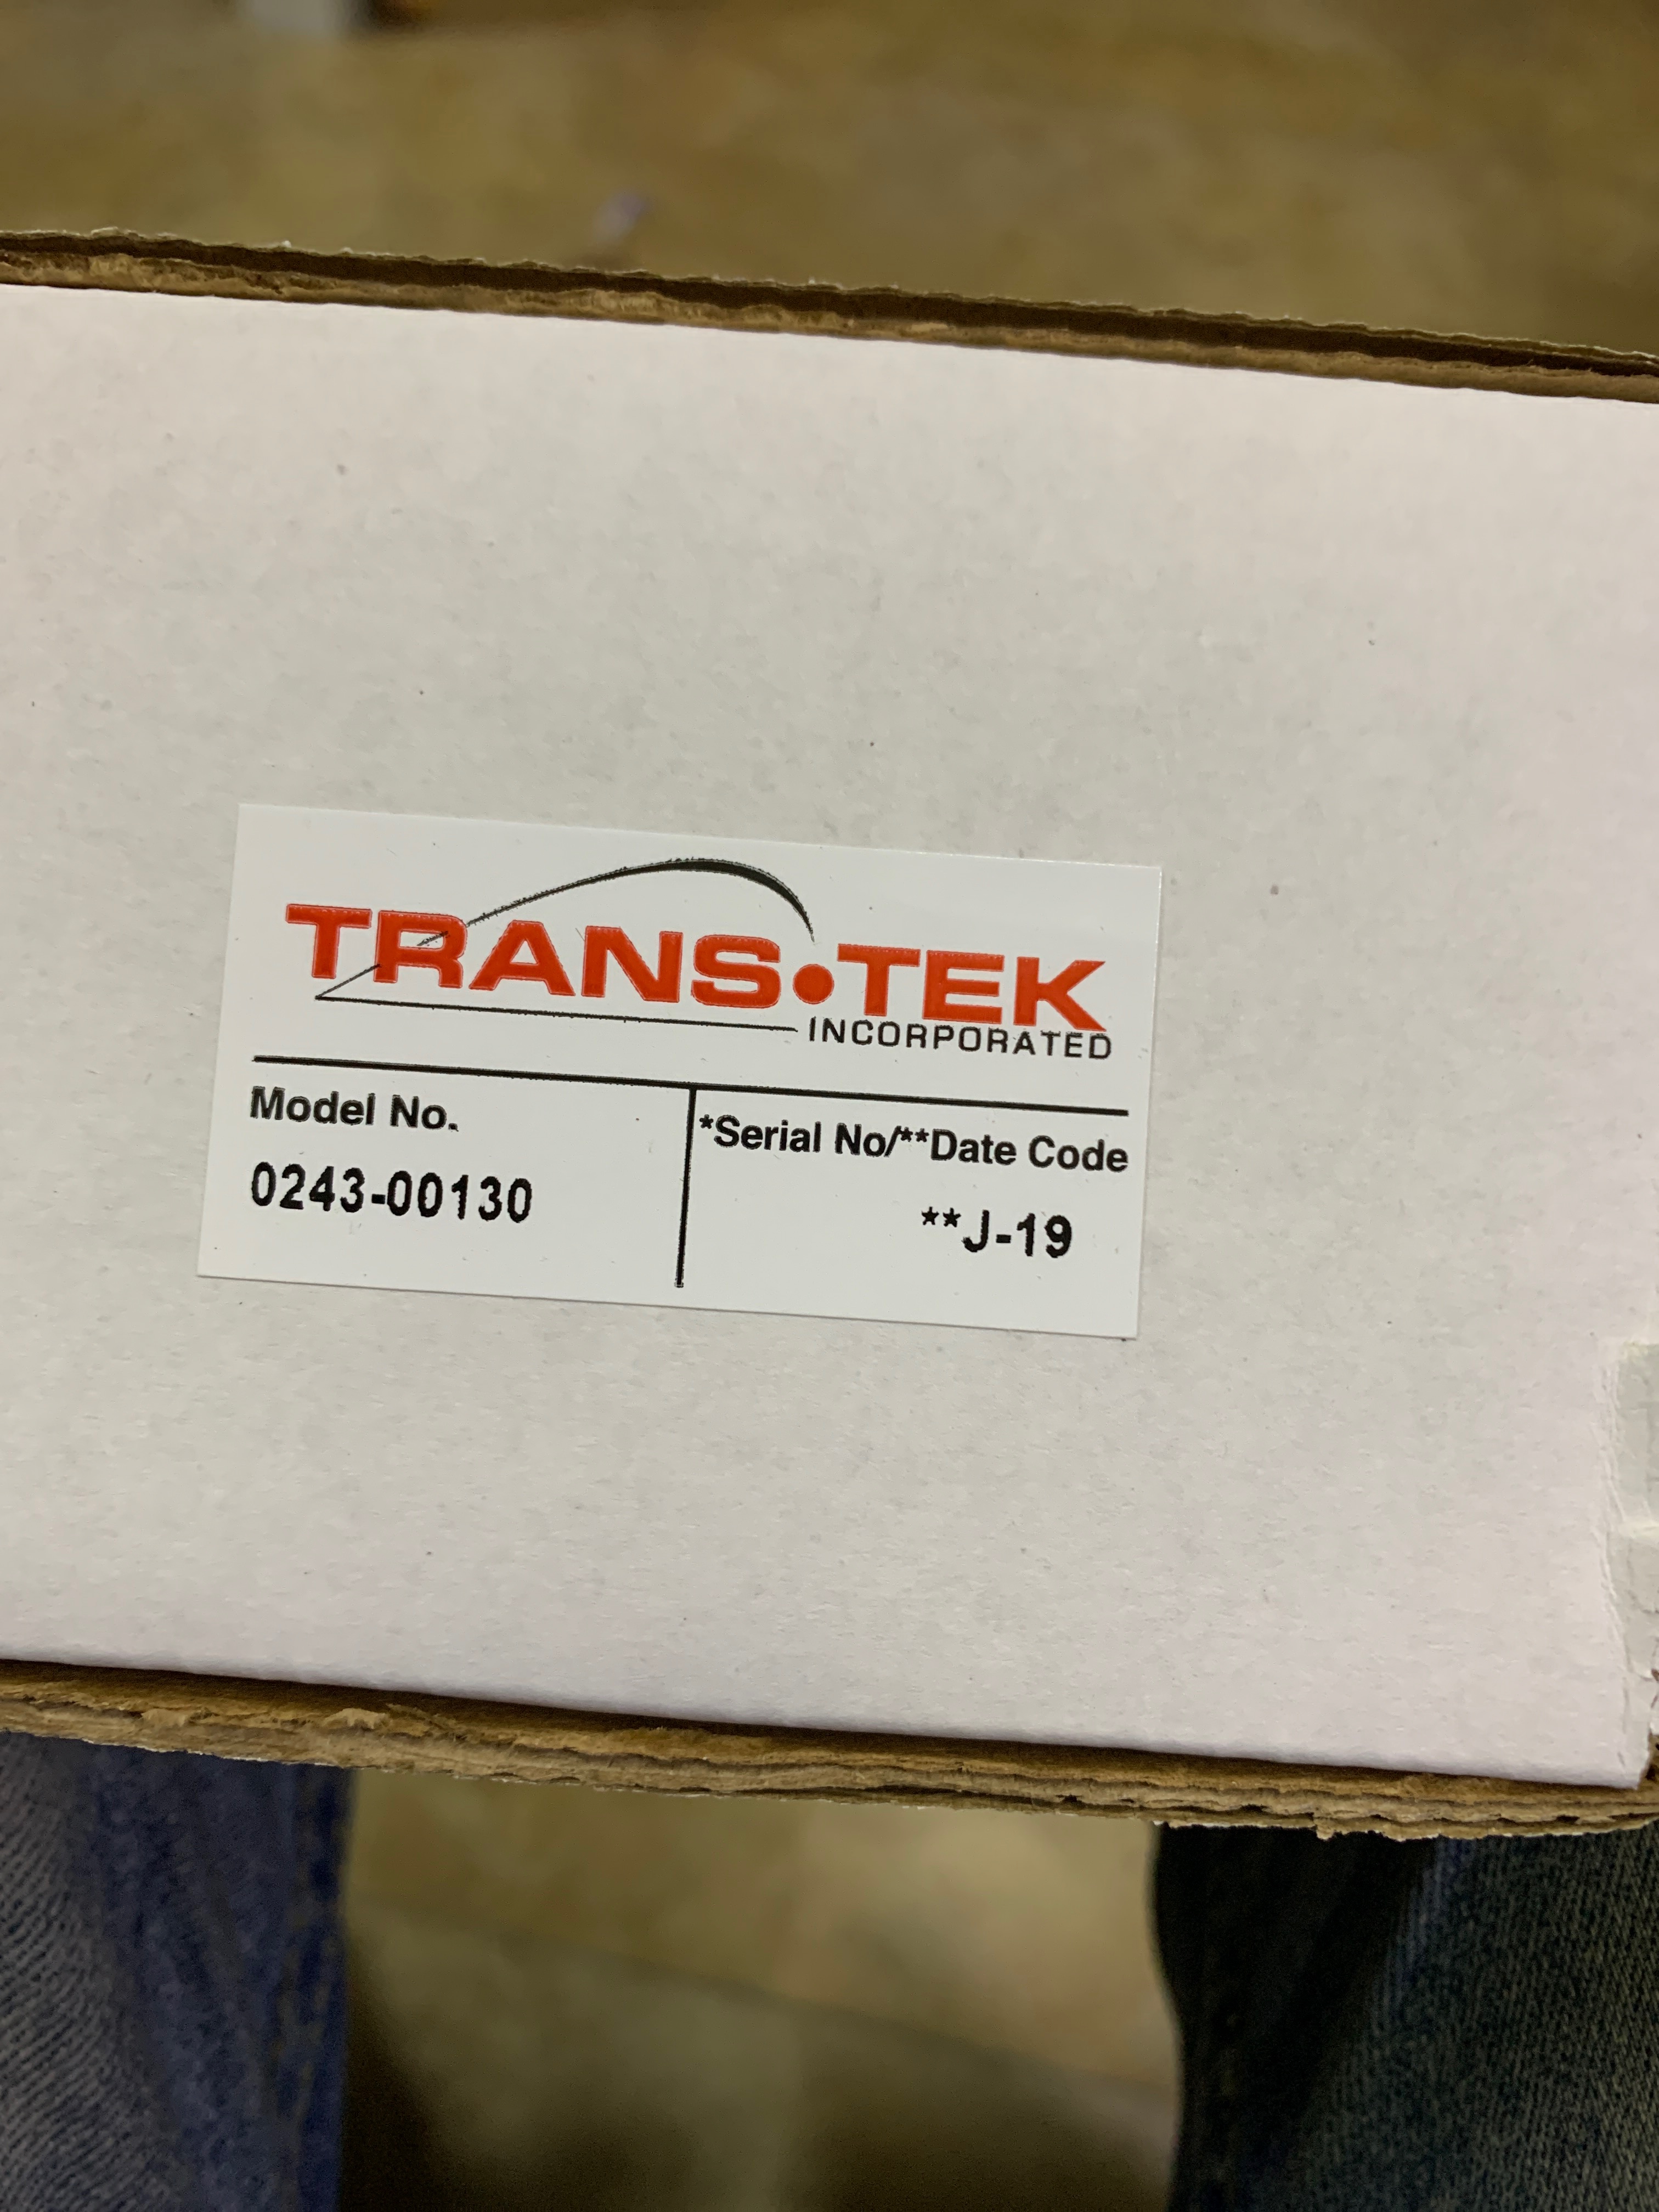 TRANS•TEK
INCORPORATED
Model No.
0243-00130
*Serial No/**Date Code
**J-19